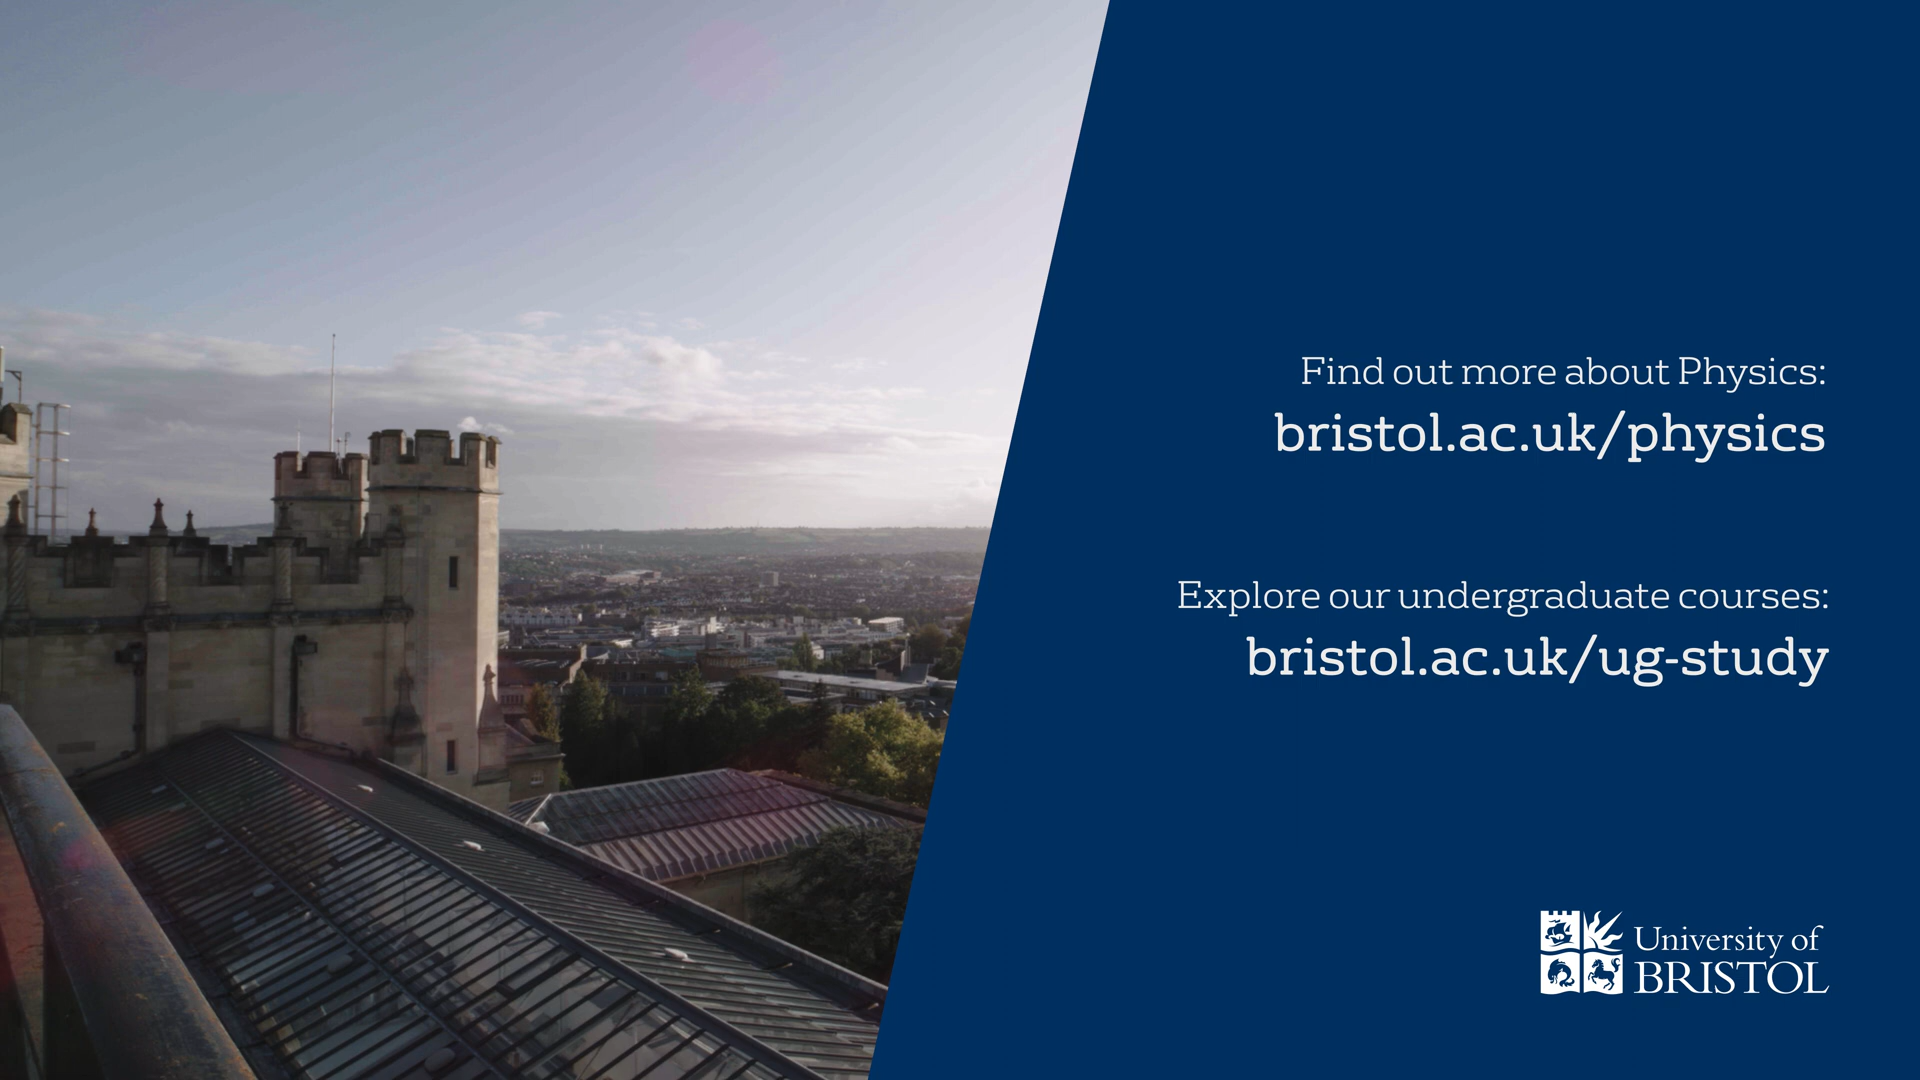 Find out more about Physics:
bristol.ac.uk/physics
Explore our undergraduate courses:
bristol.ac.uk/ug-study
University of
BRISTOL